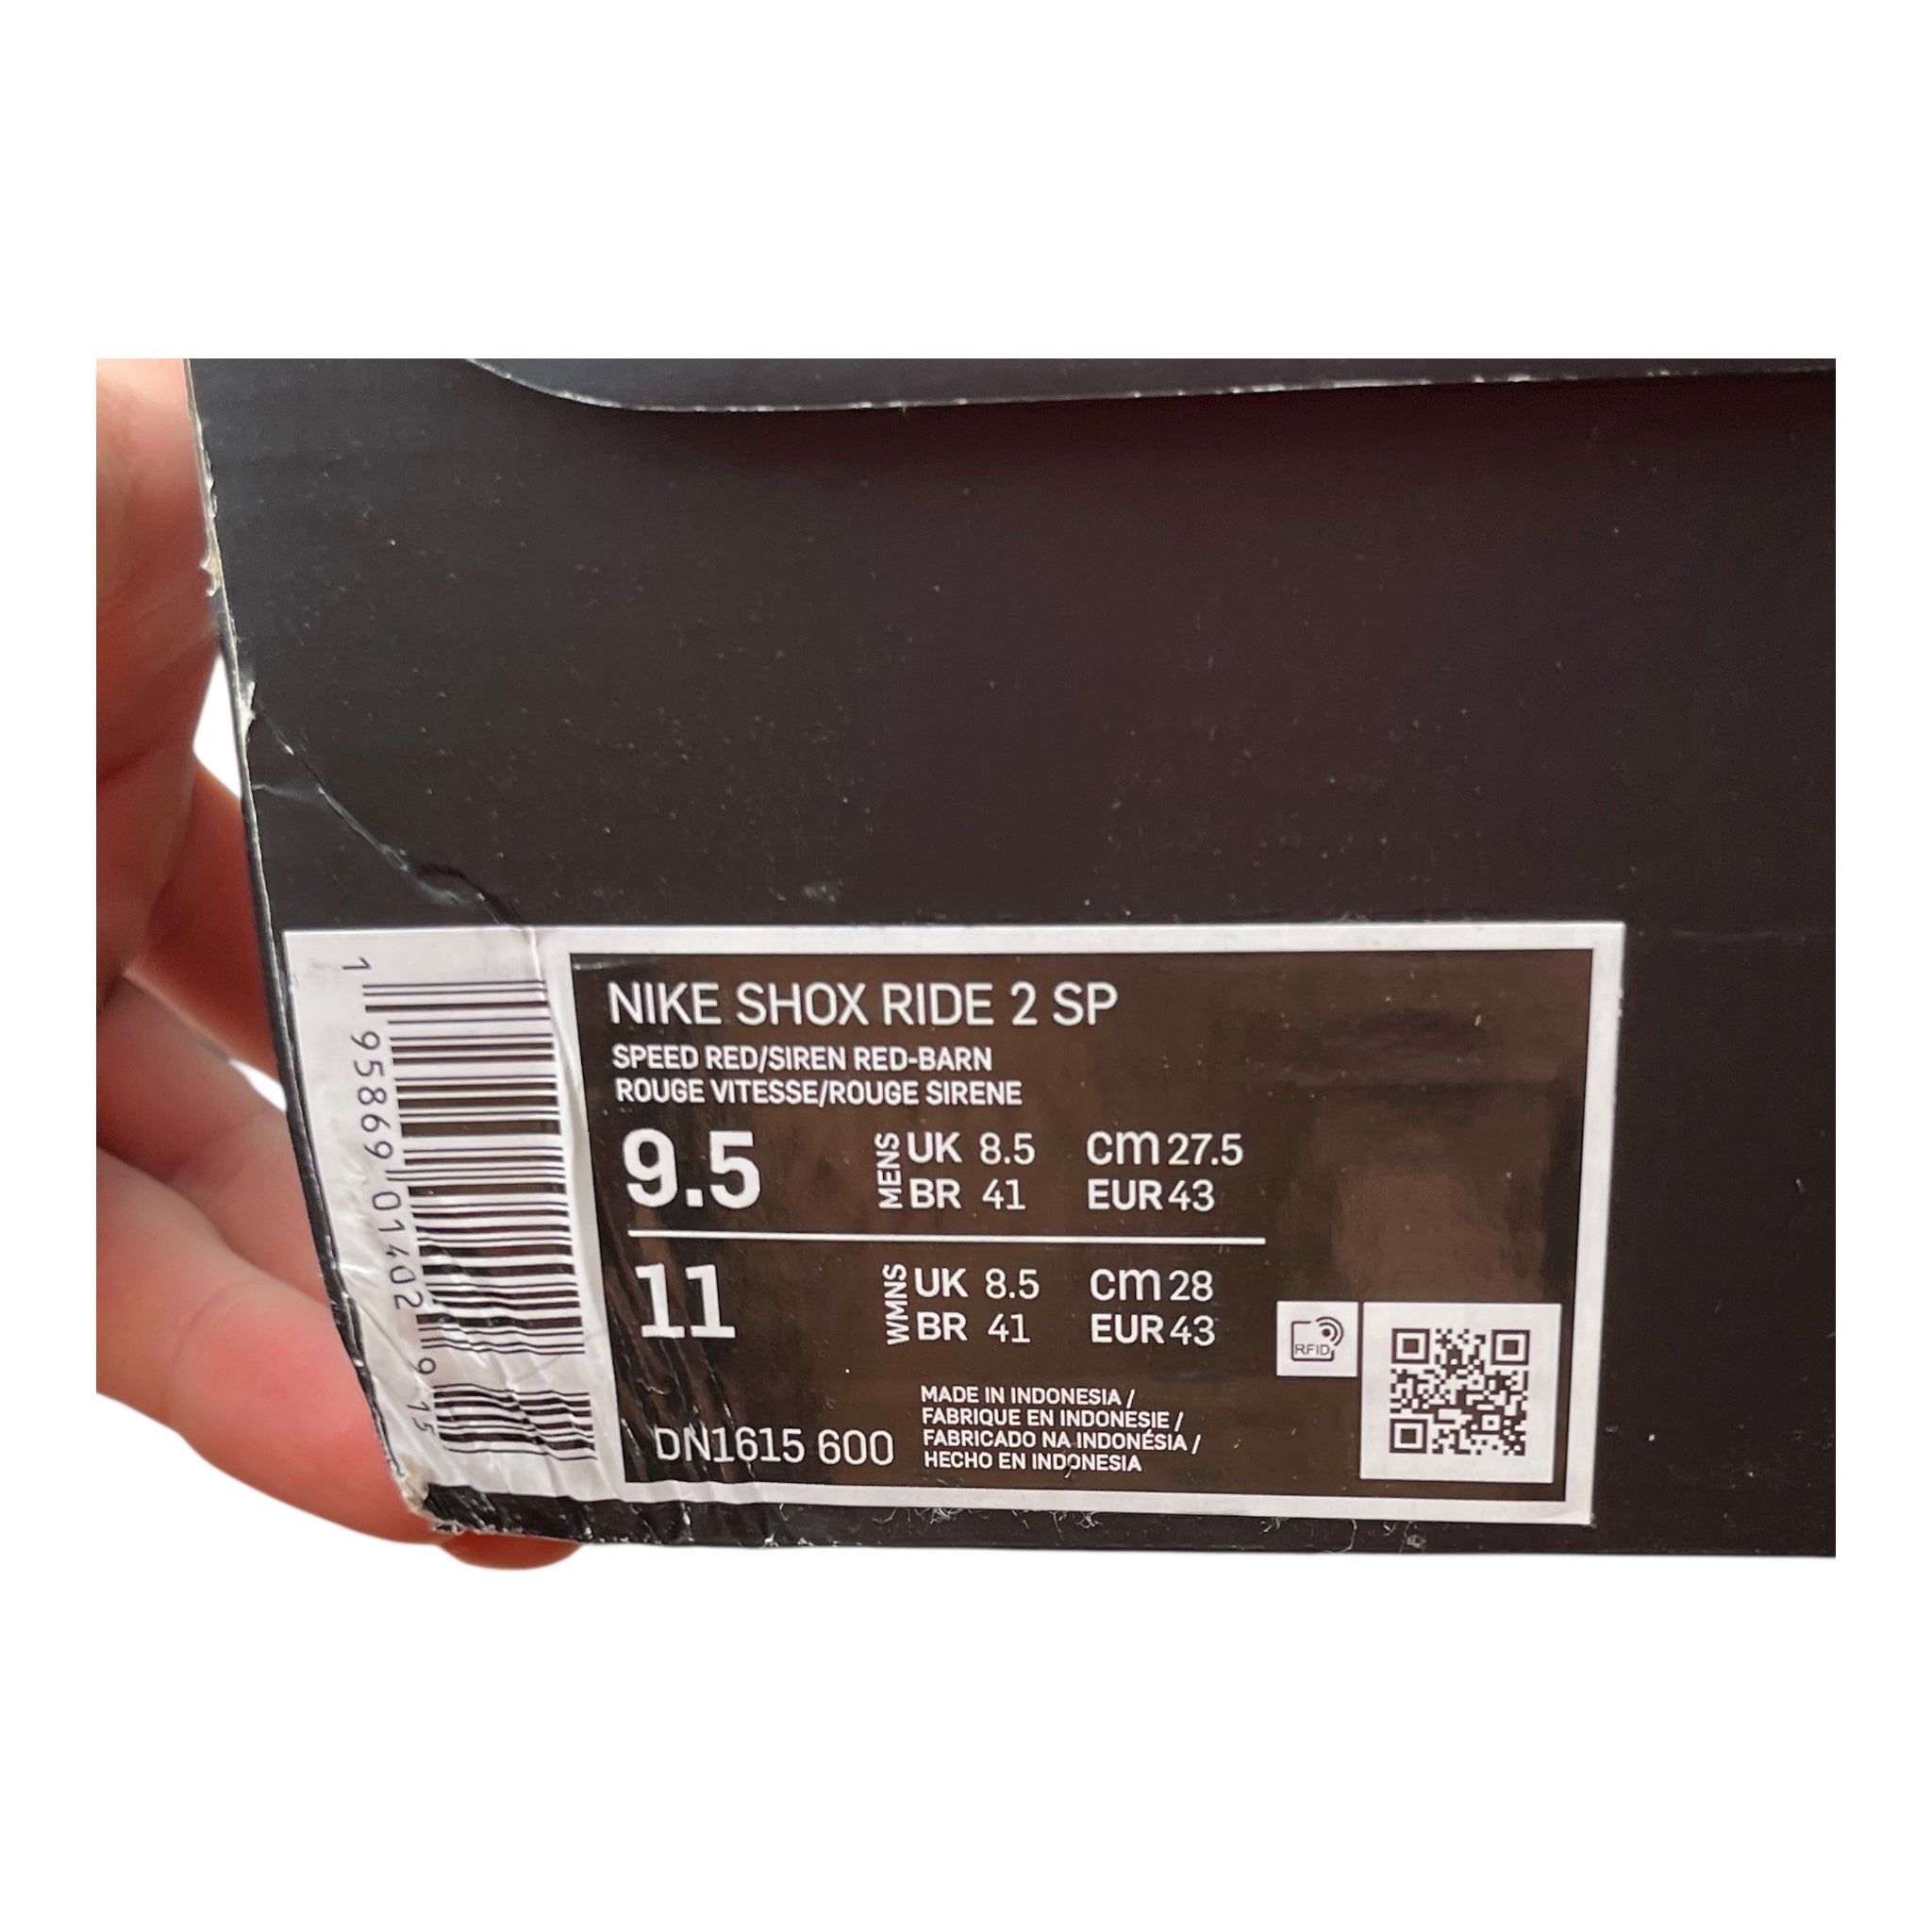 NIKE SHOX RIDE 2 SP
SPEED RED/SIREN RED-BARN
ROUGE VITESSE/ROUGE SIRENE
9.5 MENS UK 8.5 cm 27.5
BR 41 EUR 43
11 WMNS UK 8.5 cm 28
BR 41 EUR 43
RFID
DN1615 600
MADE IN INDONESIA /
FABRIQUE EN INDONESIE /
FABRICADO NA INDONÉSIA /
HECHO EN INDONESIA
1 95869 01402 9 15